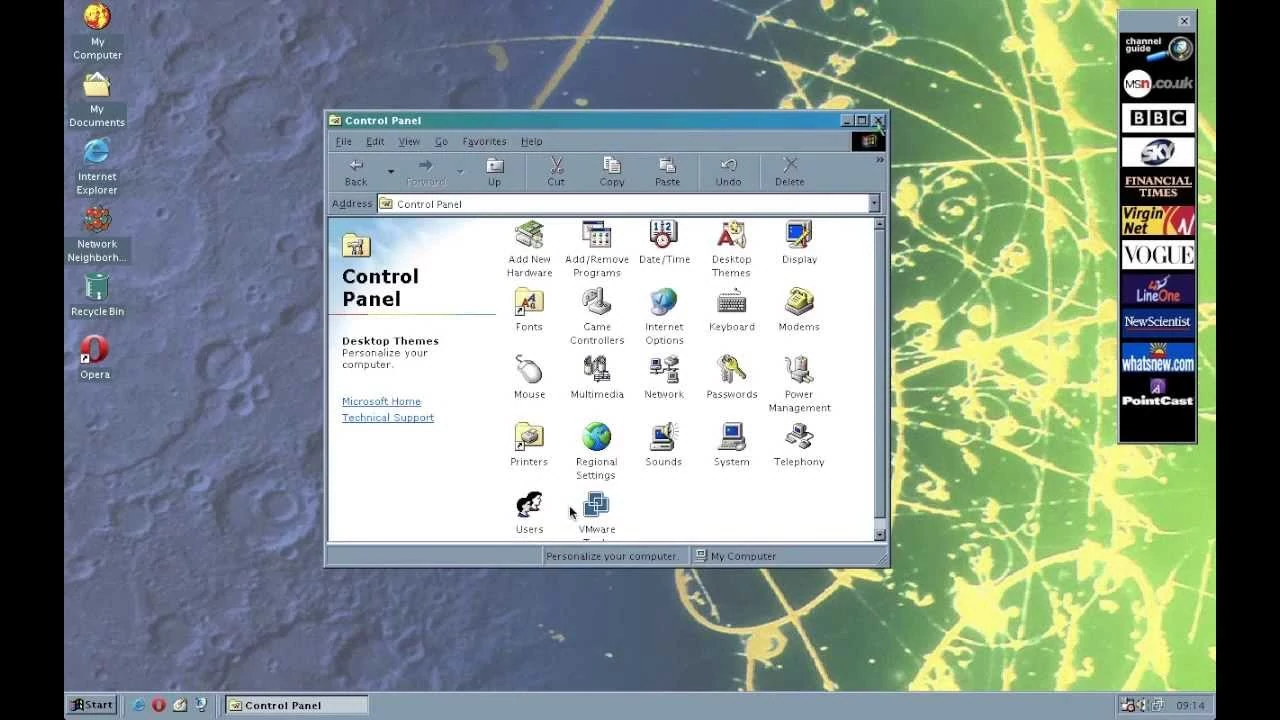 My
Computer
My
Documents
Internet
Explorer
Network
Neighborh...
Recycle Bin
Opera
Control Panel
File Edit View Go Favorites Help
Back Forward Up Cut Copy Paste Undo Delete
Address Control Panel
Control
Panel
Desktop Themes
Personalize your
computer.
Microsoft Home
Technical Support
Add New
Hardware
Add/Remove
Programs
Date/Time
Desktop
Themes
Display
Fonts
Game
Controllers
Internet
Options
Keyboard
Modems
Mouse
Multimedia
Network
Passwords
Power
Management
Printers
Regional
Settings
Sounds
System
Telephony
Users
VMware
Personalize your computer. My Computer
channel
guide
msn.co.uk
BBC
sky
FINANCIAL
TIMES
Virgin
Net
VOGUE
LineOne
NewScientist
whatsnew.com
PointCast
Start Control Panel 09:14